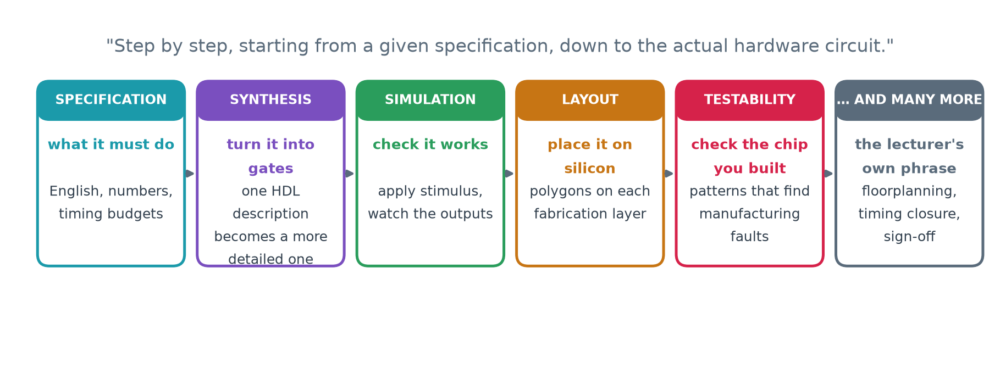 "Step by step, starting from a given specification, down to the actual hardware circuit."
SPECIFICATION
what it must do
English, numbers,
timing budgets
SYNTHESIS
turn it into
gates
one HDL
description
becomes a more
detailed one
SIMULATION
check it works
apply stimulus,
watch the outputs
LAYOUT
place it on
silicon
polygons on each
fabrication layer
TESTABILITY
check the chip
you built
patterns that find
manufacturing
faults
... AND MANY MORE
the lecturer's
own phrase
floorplanning,
timing closure,
sign-off